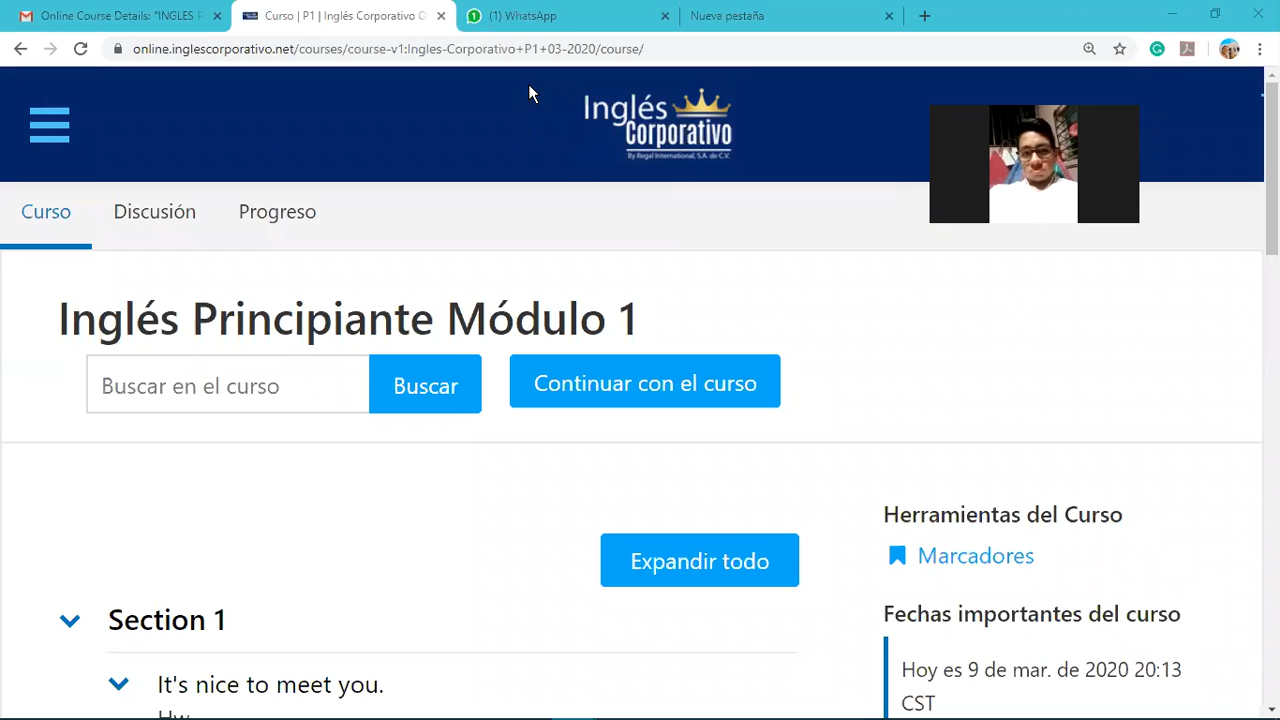 Online Course Details: "INGLES P
Curso | P1 | Inglés Corporativo O
(1) WhatsApp
Nueva pestaña
online.inglescorporativo.net/courses/course-v1:Ingles-Corporativo+P1+03-2020/course/
Inglés
Corporativo
By Regal International, S.A. de C.V.
Curso
Discusión
Progreso
Inglés Principiante Módulo 1
Buscar en el curso
Buscar
Continuar con el curso
Herramientas del Curso
Marcadores
Expandir todo
Fechas importantes del curso
Section 1
Hoy es 9 de mar. de 2020 20:13
CST
It's nice to meet you.
Hw